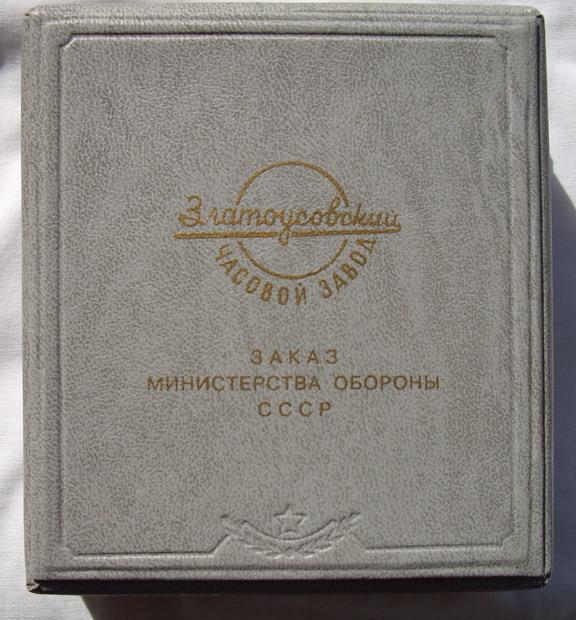 Златоусовский
ЧАСОВОЙ ЗАВОД
ЗАКАЗ
МИНИСТЕРСТВА ОБОРОНЫ
СССР